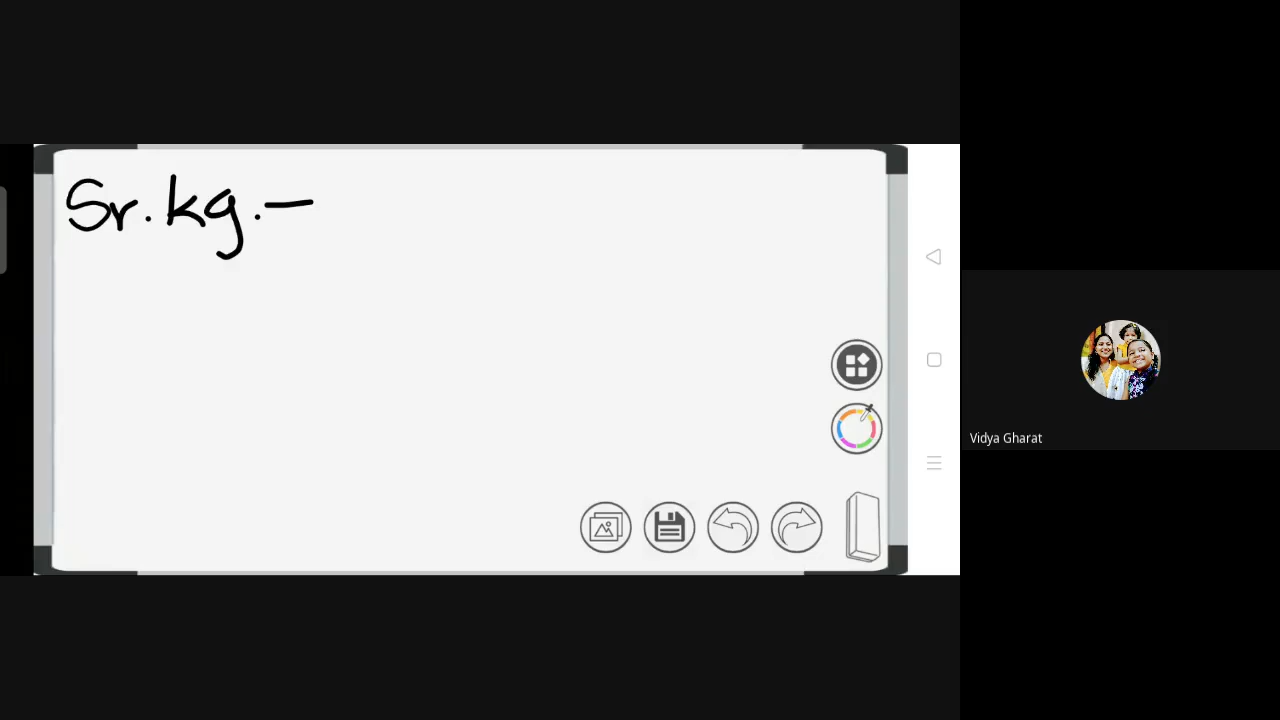 Sr. kg. –
Vidya Gharat